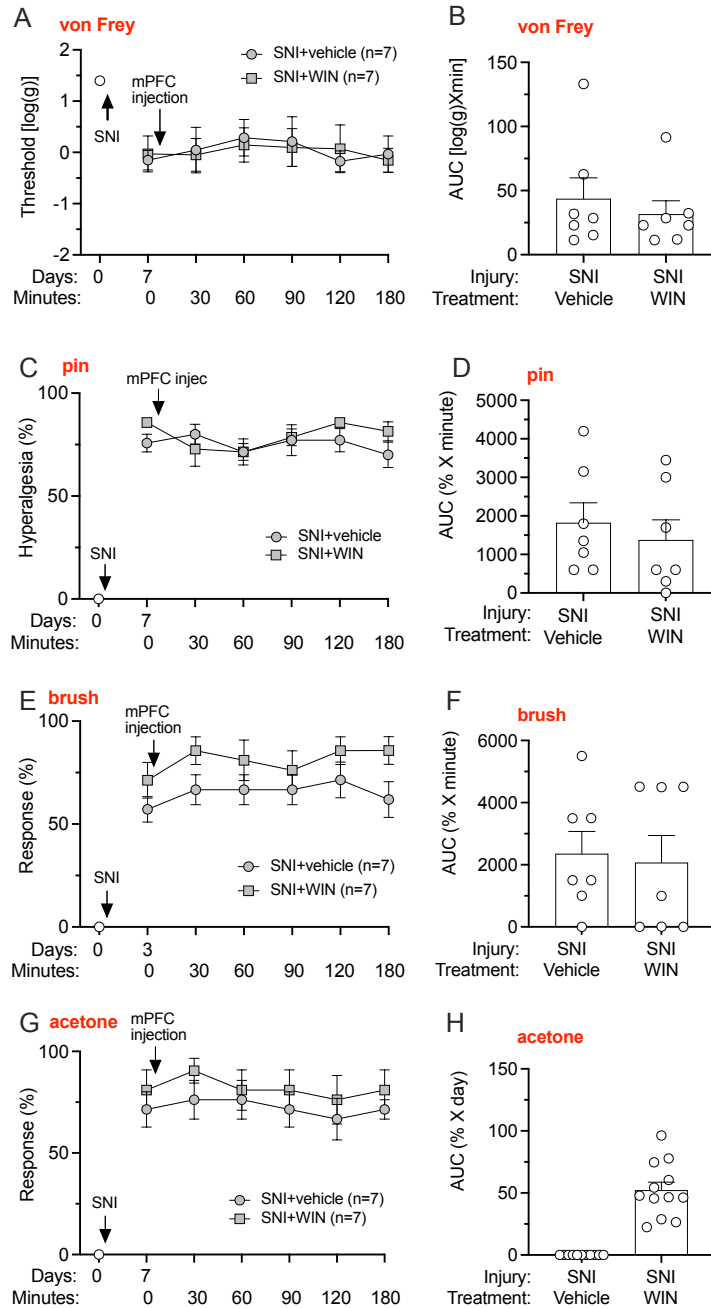 A von Frey
SNI+vehicle (n=7)
SNI+WIN (n=7)
mPFC
injection
SNI
Threshold [log(g)]
2
1
0
-1
-2
Days: 0 7
Minutes: 0 30 60 90 120 180
B von Frey
AUC [log(g)Xmin]
150
100
50
0
Injury: SNI SNI
Treatment: Vehicle WIN
C pin
mPFC injec
SNI
SNI+vehicle
SNI+WIN
Hyperalgesia (%)
100
50
0
Days: 0 7
Minutes: 0 30 60 90 120 180
D pin
AUC (% X minute)
5000
4000
3000
2000
1000
0
Injury: SNI SNI
Treatment: Vehicle WIN
E brush
mPFC
injection
SNI
SNI+vehicle (n=7)
SNI+WIN (n=7)
Response (%)
100
50
0
Days: 0 3
Minutes: 0 30 60 90 120 180
F brush
AUC (% X minute)
6000
4000
2000
0
Injury: SNI SNI
Treatment: Vehicle WIN
G acetone
mPFC
injection
SNI
SNI+vehicle (n=7)
SNI+WIN (n=7)
Response (%)
100
50
0
Days: 0 7
Minutes: 0 30 60 90 120 180
H acetone
AUC (% X day)
150
100
50
0
Injury: SNI SNI
Treatment: Vehicle WIN